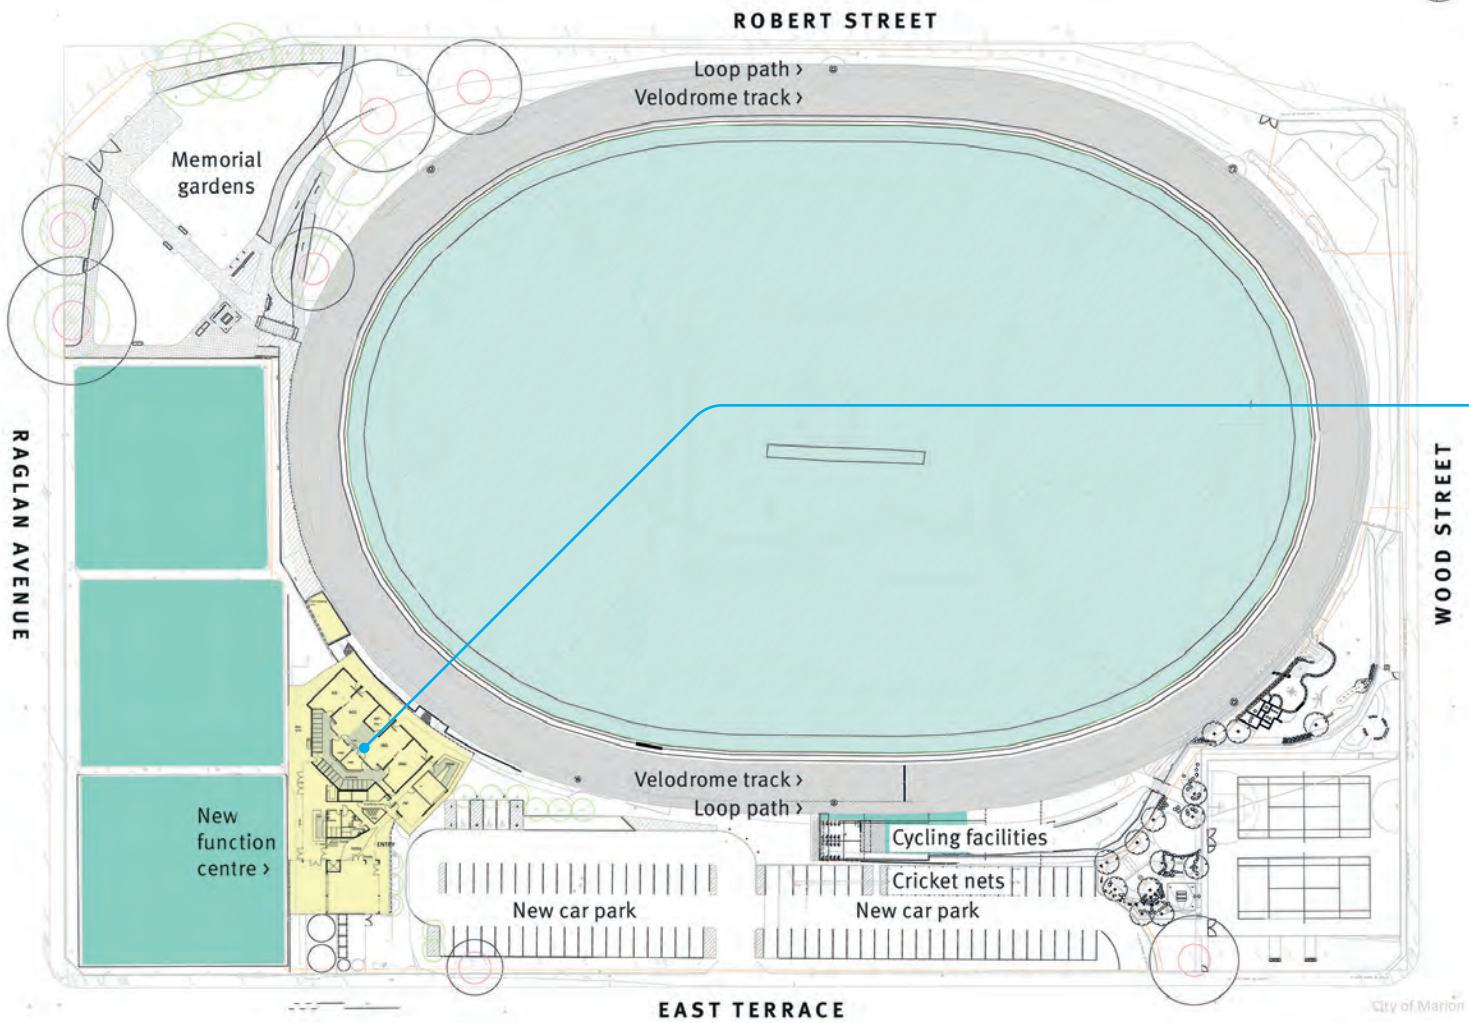 ROBERT STREET
Loop path >
Velodrome track >
Memorial
gardens
RAGLAN AVENUE
WOOD STREET
New
function
centre >
ENTRY
Velodrome track >
Loop path >
Cycling facilities
Cricket nets
New car park
New car park
EAST TERRACE
City of Marion